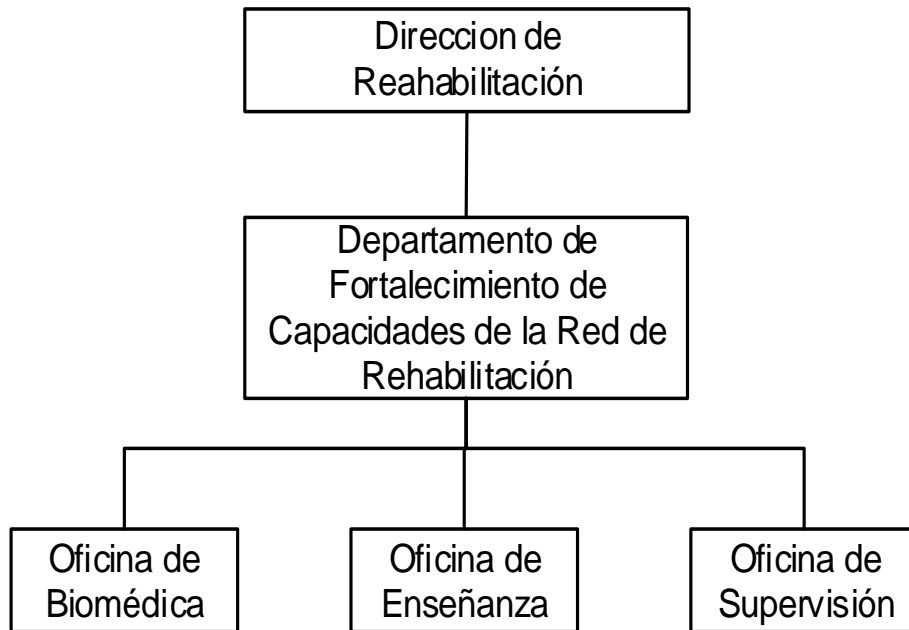 Direccion de
Reahabilitación
Departamento de
Fortalecimiento de
Capacidades de la Red de
Rehabilitación
Oficina de
Biomédica
Oficina de
Enseñanza
Oficina de
Supervisión